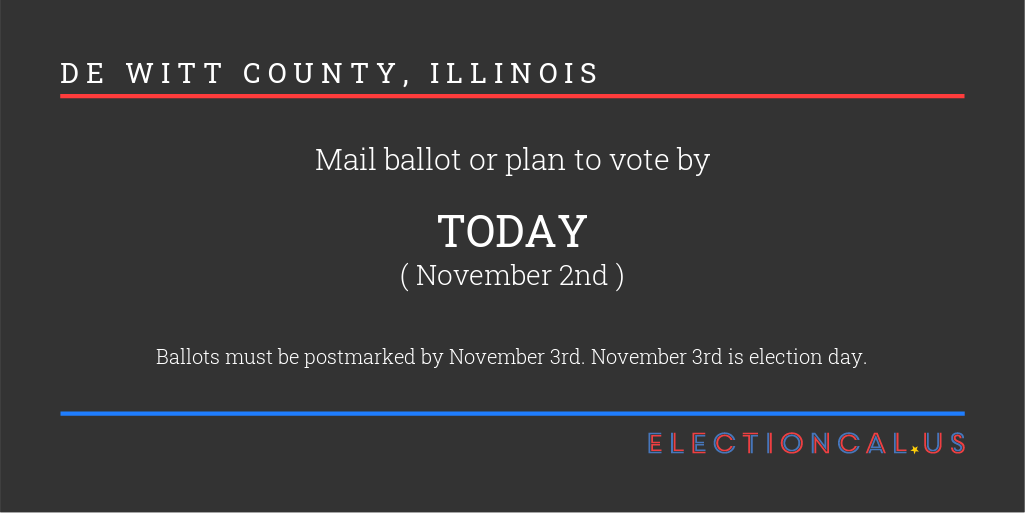 DE WITT COUNTY, ILLINOIS
Mail ballot or plan to vote by
TODAY
( November 2nd )
Ballots must be postmarked by November 3rd. November 3rd is election day.
ELECTIONCAL★US